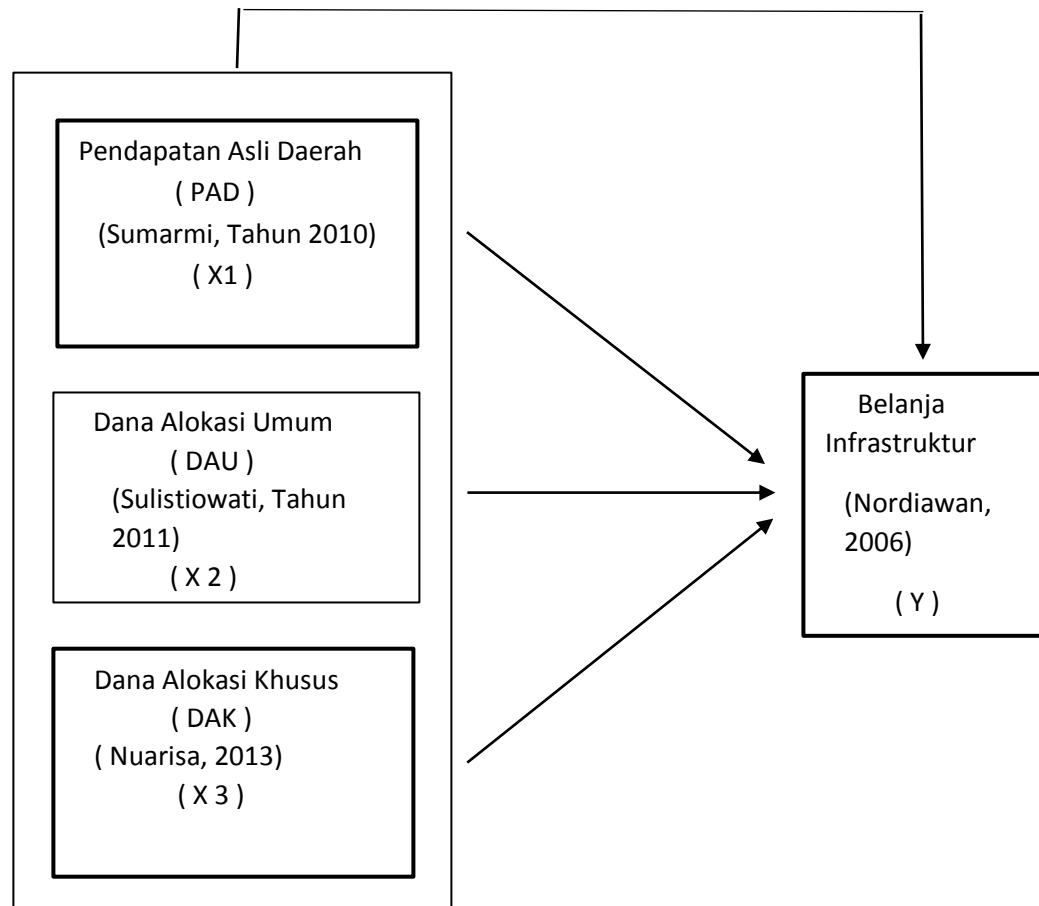 Pendapatan Asli Daerah
( PAD )
(Sumarmi, Tahun 2010)
( X1 )
Dana Alokasi Umum
( DAU )
(Sulistiowati, Tahun
2011)
( X 2 )
Dana Alokasi Khusus
( DAK )
( Nuarisa, 2013)
( X 3 )
Belanja
Infrastruktur
(Nordiawan,
2006)
( Y )